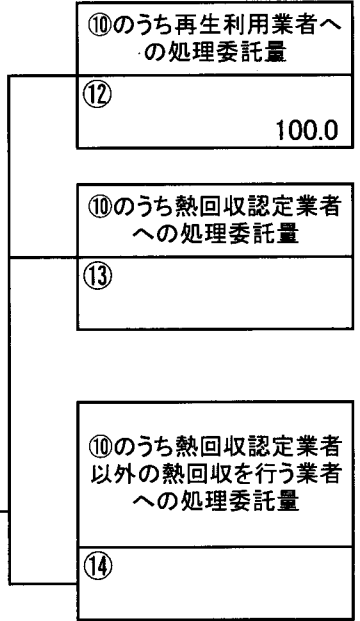 ⑩のうち再生利用業者へ
の処理委託量
⑫
100.0
⑩のうち熱回収認定業者
への処理委託量
⑬
⑩のうち熱回収認定業者
以外の熱回収を行う業者
への処理委託量
⑭